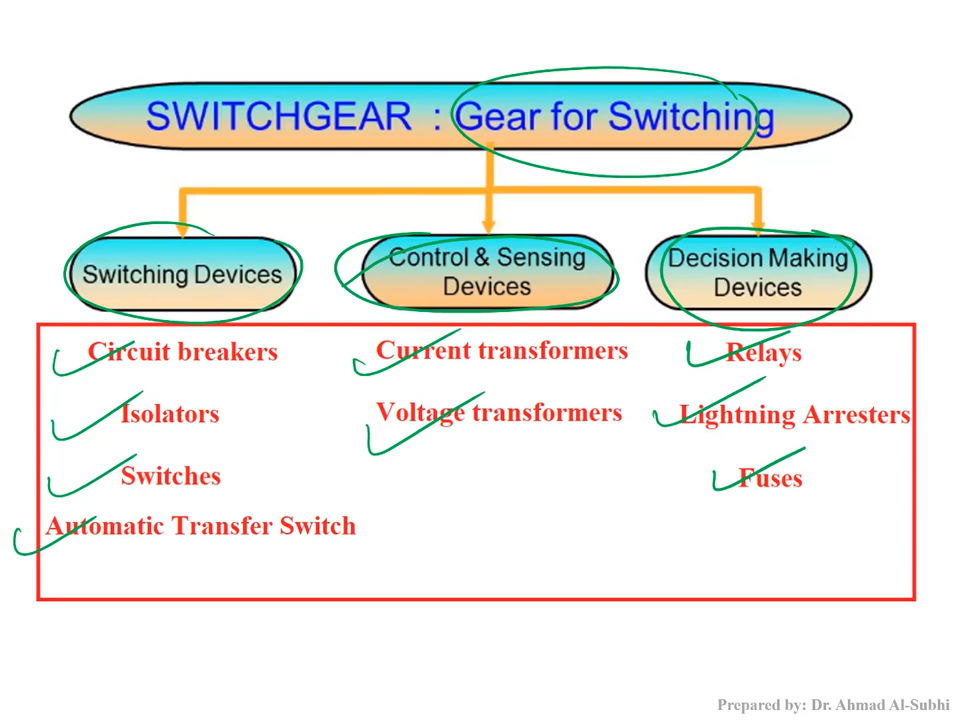 SWITCHGEAR : Gear for Switching
Switching Devices
Control & Sensing
Devices
Decision Making
Devices
Circuit breakers
Isolators
Switches
Automatic Transfer Switch
Current transformers
Voltage transformers
Relays
Lightning Arresters
Fuses
Prepared by: Dr. Ahmad Al-Subhi